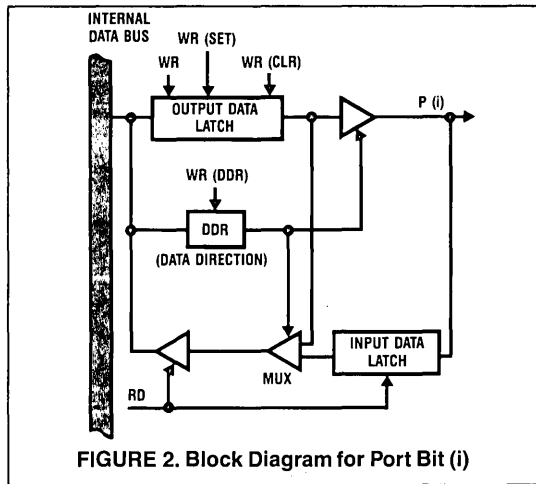 INTERNAL
DATA BUS
WR (SET)
WR
WR (CLR)
OUTPUT DATA
LATCH
P (i)
WR (DDR)
DDR
(DATA DIRECTION)
INPUT DATA
LATCH
MUX
RD
FIGURE 2. Block Diagram for Port Bit (i)